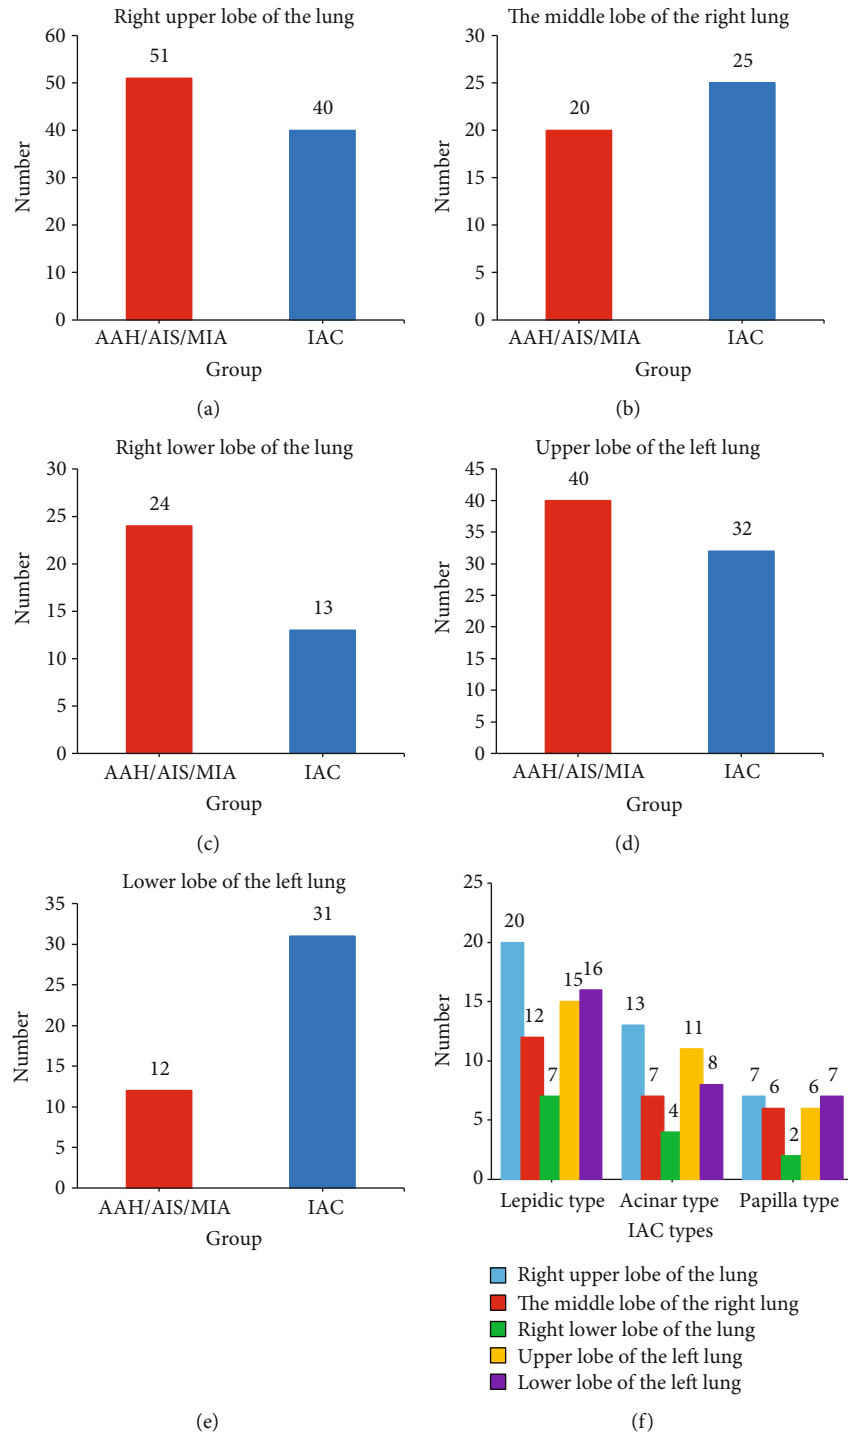 Right upper lobe of the lung
60
50
40
30
20
10
0
51
40
Number
AAH/AIS/MIA IAC
Group
(a)
The middle lobe of the right lung
30
25
20
15
10
5
0
20
25
Number
AAH/AIS/MIA IAC
Group
(b)
Right lower lobe of the lung
30
25
20
15
10
5
0
24
13
Number
AAH/AIS/MIA IAC
Group
(c)
Upper lobe of the left lung
45
40
35
30
25
20
15
10
5
0
40
32
Number
AAH/AIS/MIA IAC
Group
(d)
Lower lobe of the left lung
35
30
25
20
15
10
5
0
12
31
Number
AAH/AIS/MIA IAC
Group
(e)
25
20
15
10
5
0
20
12
7
15
16
13
7
4
11
8
7
6
2
6
7
Number
Lepidic type Acinar type Papilla type
IAC types
Right upper lobe of the lung
The middle lobe of the right lung
Right lower lobe of the lung
Upper lobe of the left lung
Lower lobe of the left lung
(f)